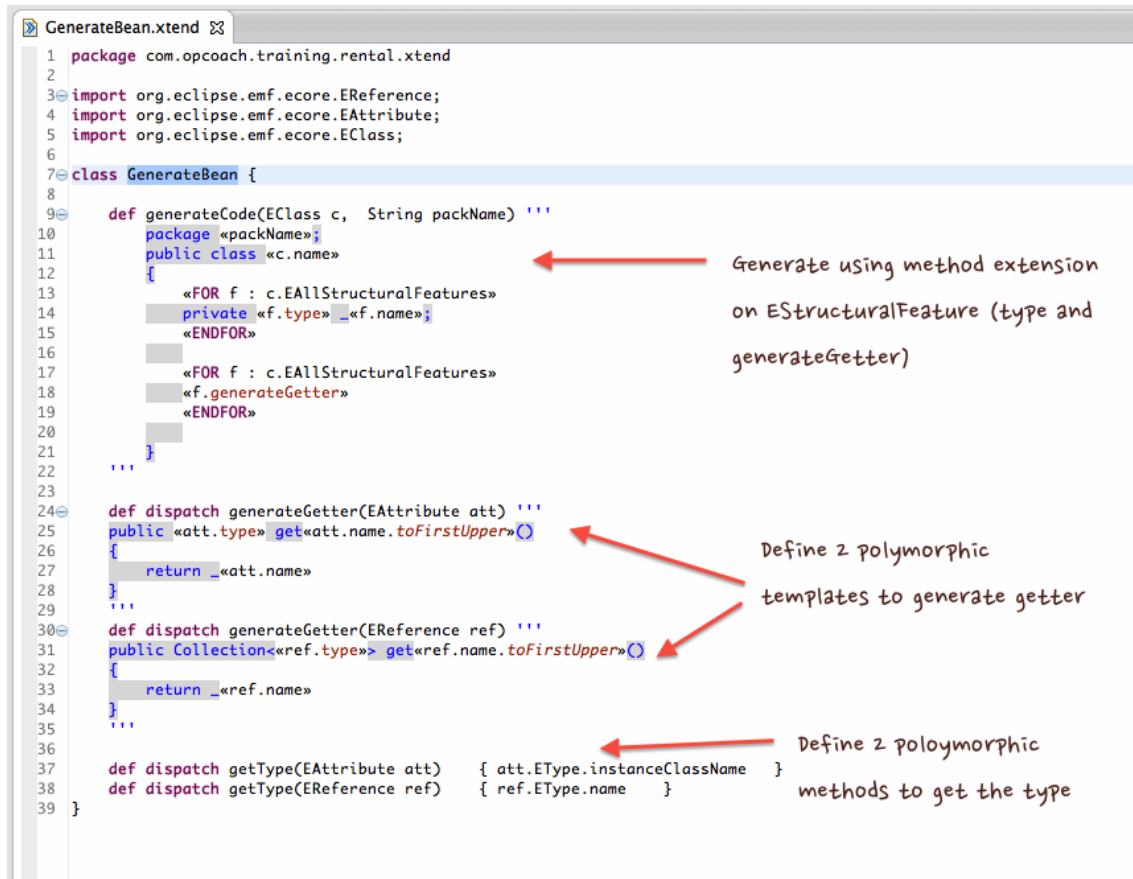 GenerateBean.xtend
1 package com.opcoach.training.rental.xtend
2
3 import org.eclipse.emf.ecore.EReference;
4 import org.eclipse.emf.ecore.EAttribute;
5 import org.eclipse.emf.ecore.EClass;
6
7 class GenerateBean {
8
9 def generateCode(EClass c,  String packName) '''
10 package «packName»;
11 public class «c.name»
12 {
13 «FOR f : c.EAllStructuralFeatures»
14 private «f.type» _«f.name»;
15 «ENDFOR»
16
17 «FOR f : c.EAllStructuralFeatures»
18 «f.generateGetter»
19 «ENDFOR»
20
21 }
22 '''
23
24 def dispatch generateGetter(EAttribute att) '''
25 public «att.type» get«att.name.toFirstUpper»()
26 {
27 return _«att.name»
28 }
29 '''
30 def dispatch generateGetter(EReference ref) '''
31 public Collection<«ref.type»> get«ref.name.toFirstUpper»()
32 {
33 return _«ref.name»
34 }
35 '''
36
37 def dispatch getType(EAttribute att)    { att.EType.instanceClassName   }
38 def dispatch getType(EReference ref)    { ref.EType.name    }
39 }
Generate using method extension
on EStructuralFeature (type and
generateGetter)
Define 2 polymorphic
templates to generate getter
Define 2 poloymorphic
methods to get the type